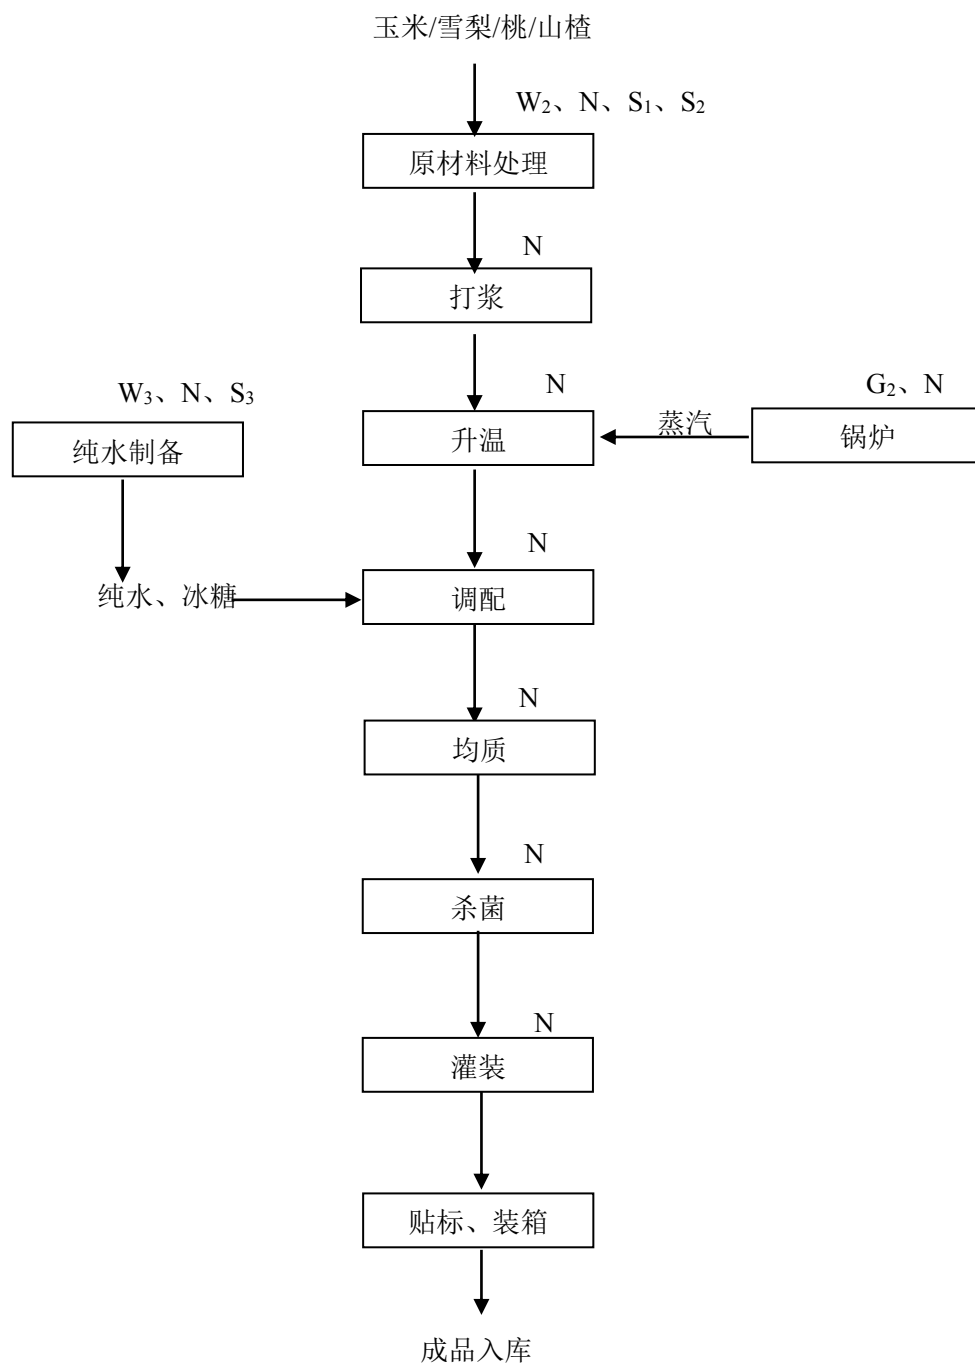 玉米/雪梨/桃/山楂
W₂、N、S₁、S₂
原材料处理
N
打浆
N
G₂、N
W₃、N、S₃
蒸汽
纯水制备
升温
锅炉
N
纯水、冰糖
调配
N
均质
N
杀菌
N
灌装
贴标、装箱
成品入库